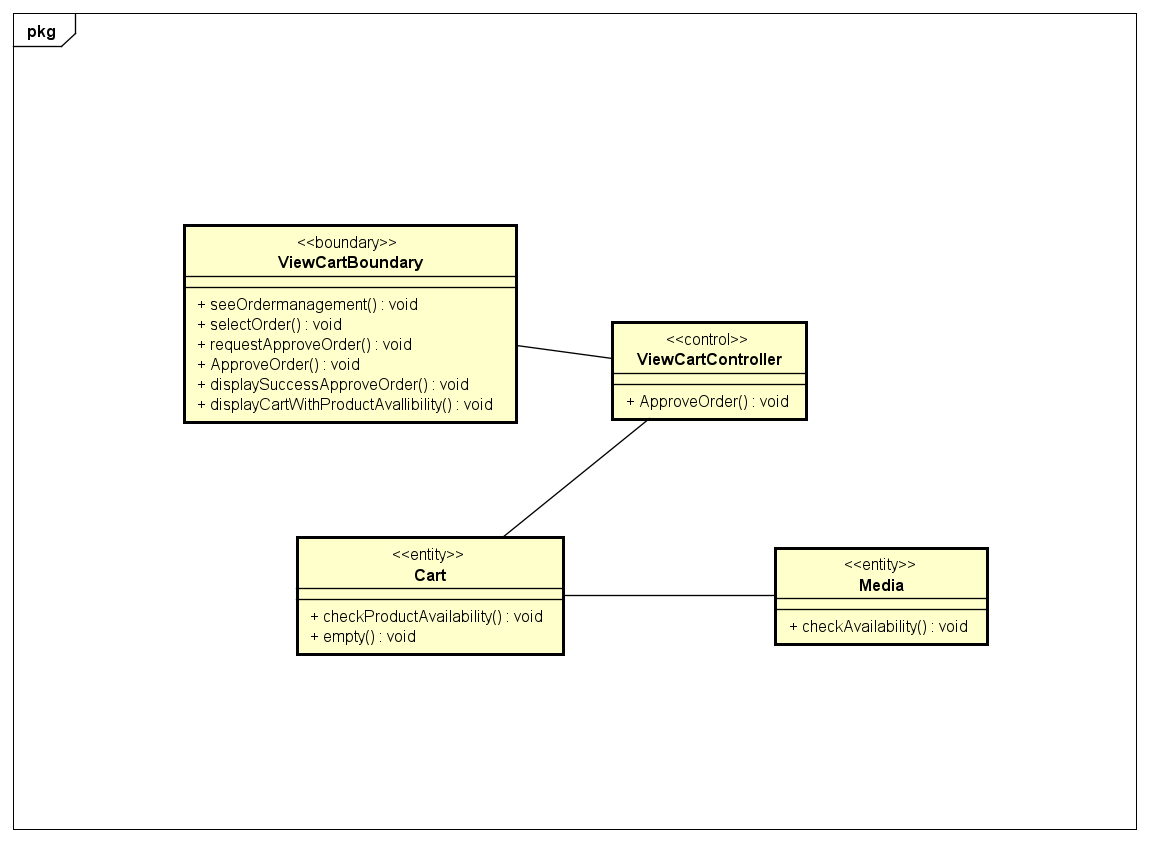 pkg
<<boundary>>
ViewCartBoundary
+ seeOrdermanagement() : void
+ selectOrder() : void
+ requestApproveOrder() : void
+ ApproveOrder() : void
+ displaySuccessApproveOrder() : void
+ displayCartWithProductAvallibility() : void
<<control>>
ViewCartController
+ ApproveOrder() : void
<<entity>>
Cart
+ checkProductAvailability() : void
+ empty() : void
<<entity>>
Media
+ checkAvailability() : void